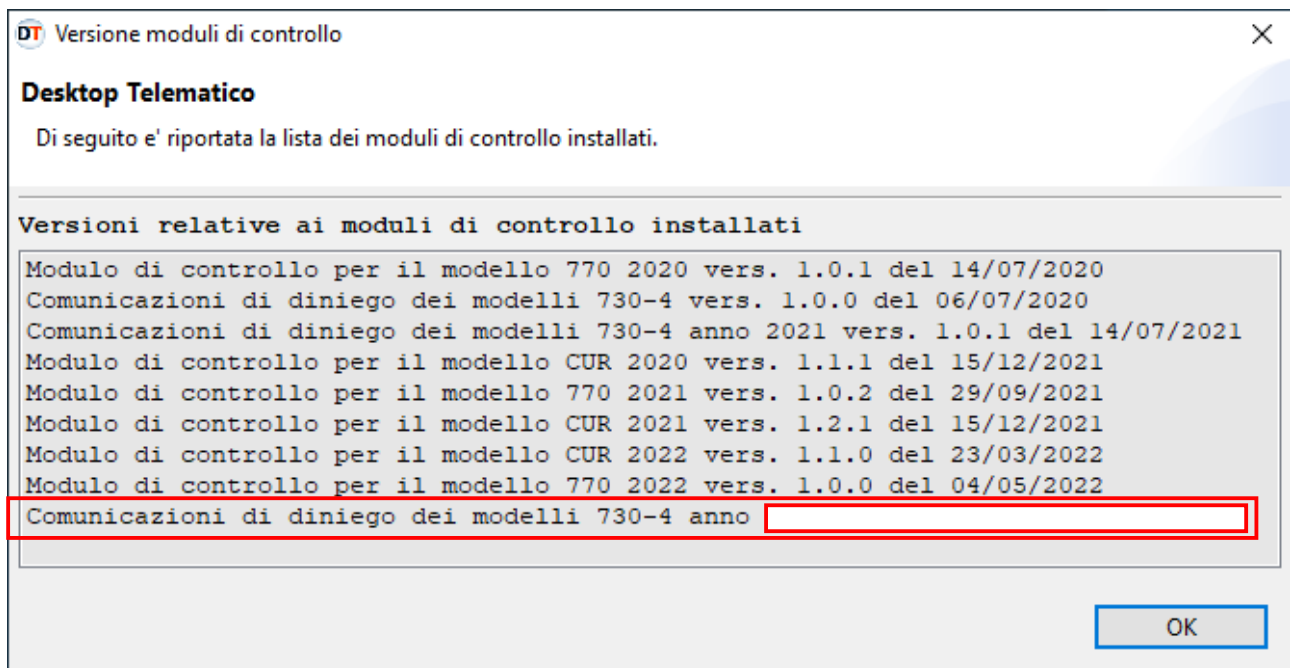 DT Versione moduli di controllo
Desktop Telematico
Di seguito e' riportata la lista dei moduli di controllo installati.
Versioni relative ai moduli di controllo installati
Modulo di controllo per il modello 770 2020 vers. 1.0.1 del 14/07/2020
Comunicazioni di diniego dei modelli 730-4 vers. 1.0.0 del 06/07/2020
Comunicazioni di diniego dei modelli 730-4 anno 2021 vers. 1.0.1 del 14/07/2021
Modulo di controllo per il modello CUR 2020 vers. 1.1.1 del 15/12/2021
Modulo di controllo per il modello 770 2021 vers. 1.0.2 del 29/09/2021
Modulo di controllo per il modello CUR 2021 vers. 1.2.1 del 15/12/2021
Modulo di controllo per il modello CUR 2022 vers. 1.1.0 del 23/03/2022
Modulo di controllo per il modello 770 2022 vers. 1.0.0 del 04/05/2022
Comunicazioni di diniego dei modelli 730-4 anno
OK